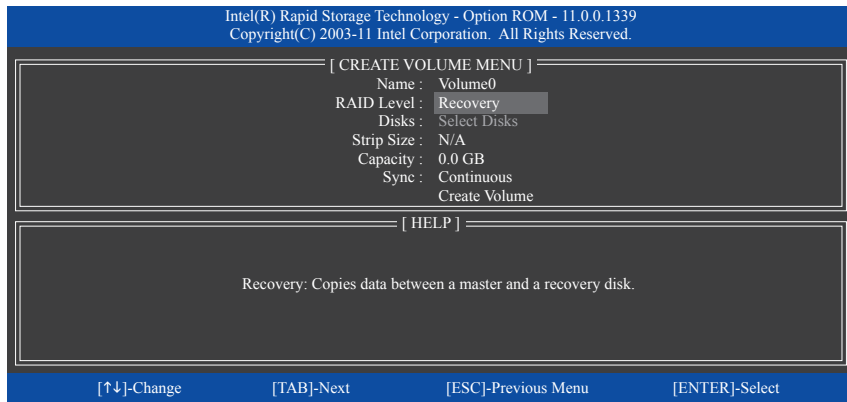 Intel(R) Rapid Storage Technology - Option ROM - 11.0.0.1339
Copyright(C) 2003-11 Intel Corporation. All Rights Reserved.
[ CREATE VOLUME MENU ]
Name : Volume0
RAID Level : Recovery
Disks : Select Disks
Strip Size : N/A
Capacity : 0.0 GB
Sync : Continuous
Create Volume
[ HELP ]
Recovery: Copies data between a master and a recovery disk.
[↑↓]-Change [TAB]-Next [ESC]-Previous Menu [ENTER]-Select